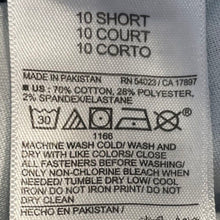 10 SHORT
10 COURT
10 CORTO
MADE IN PAKISTAN RN 54023 / CA 17897
■ US : 70% COTTON, 28% POLYESTER,
2% SPANDEX/ELASTANE
30
1166
MACHINE WASH COLD/ WASH AND
DRY WITH LIKE COLORS/ CLOSE
ALL FASTENERS BEFORE WASHING/
ONLY NON-CHLORINE BLEACH WHEN
NEEDED/ TUMBLE DRY LOW/ COOL
IRON/ DO NOT IRON PRINT/ DO NOT
DRY CLEAN
HECHO EN PAKISTAN /